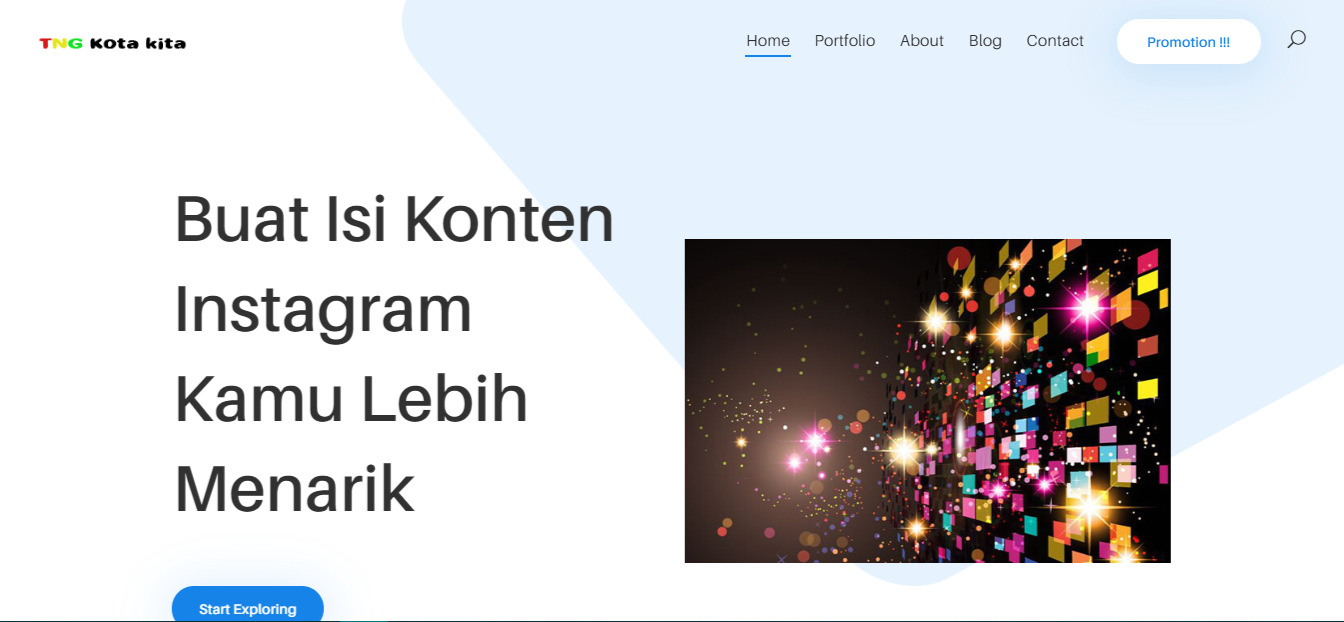 TNG Kota kita
Home Portfolio About Blog Contact Promotion !!!
Buat Isi Konten
Instagram
Kamu Lebih
Menarik
Start Exploring